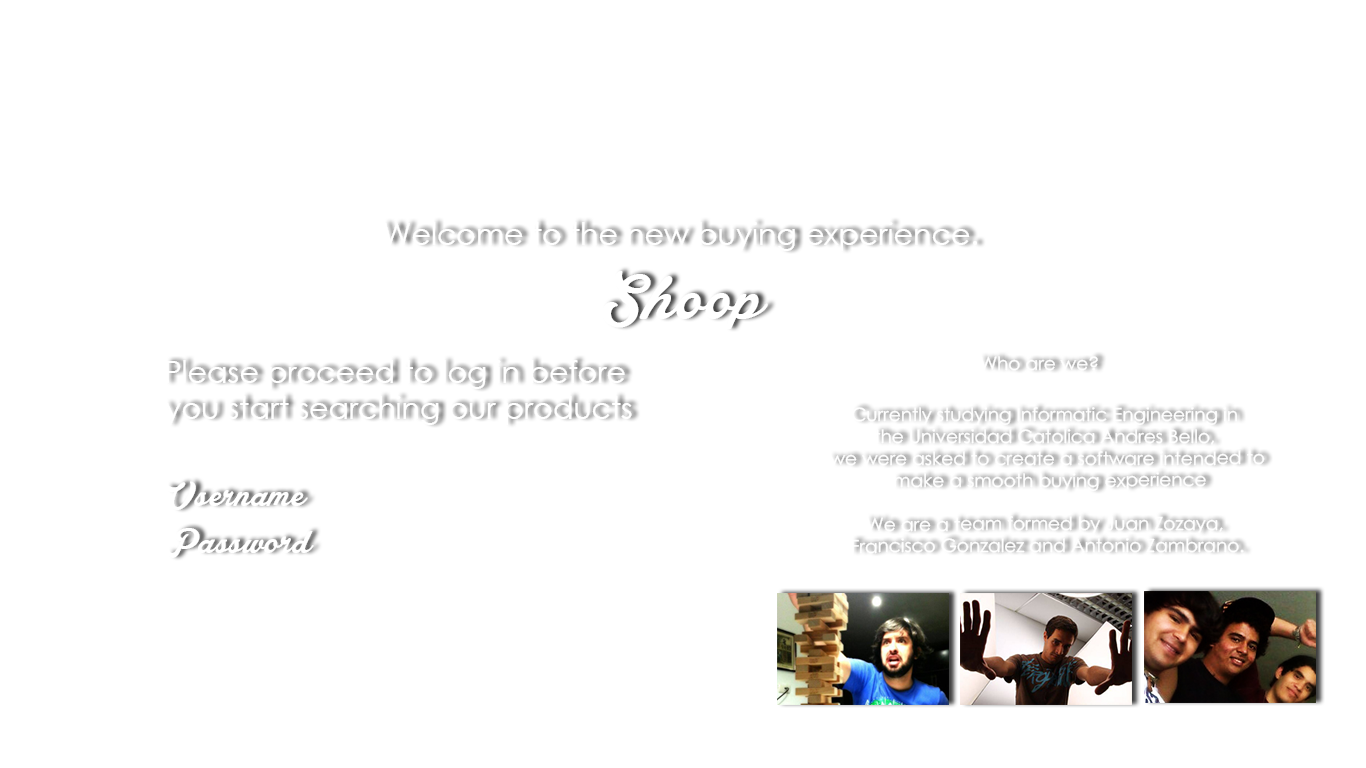 Welcome to the new buying experience.
Shoop
Please proceed to log in before
you start searching our products
Username
Password
Who are we?
Currently studying Informatic Engineering in
the Universidad Catolica Andres Bello,
we were asked to create a software intended to
make a smooth buying experience
We are a team formed by Juan Zozaya,
Francisco Gonzalez and Antonio Zambrano.